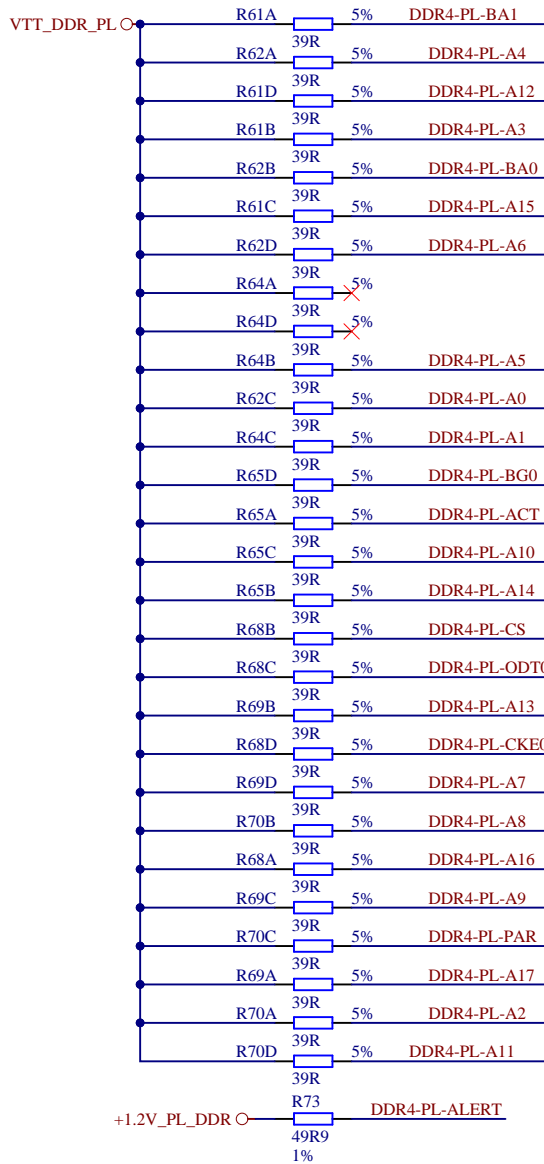 R61A 5% DDR4-PL-BA1
VTT_DDR_PL
39R
R62A 5% DDR4-PL-A4
39R
R61D 5% DDR4-PL-A12
39R
R61B 5% DDR4-PL-A3
39R
R62B 5% DDR4-PL-BA0
39R
R61C 5% DDR4-PL-A15
39R
R62D 5% DDR4-PL-A6
39R
R64A 5%
39R
R64D 5%
39R
R64B 5% DDR4-PL-A5
39R
R62C 5% DDR4-PL-A0
39R
R64C 5% DDR4-PL-A1
39R
R65D 5% DDR4-PL-BG0
39R
R65A 5% DDR4-PL-ACT
39R
R65C 5% DDR4-PL-A10
39R
R65B 5% DDR4-PL-A14
39R
R68B 5% DDR4-PL-CS
39R
R68C 5% DDR4-PL-ODT0
39R
R69B 5% DDR4-PL-A13
39R
R68D 5% DDR4-PL-CKE0
39R
R69D 5% DDR4-PL-A7
39R
R70B 5% DDR4-PL-A8
39R
R68A 5% DDR4-PL-A16
39R
R69C 5% DDR4-PL-A9
39R
R70C 5% DDR4-PL-PAR
39R
R69A 5% DDR4-PL-A17
39R
R70A 5% DDR4-PL-A2
39R
R70D 5% DDR4-PL-A11
39R
R73 DDR4-PL-ALERT
+1.2V_PL_DDR
49R9
1%